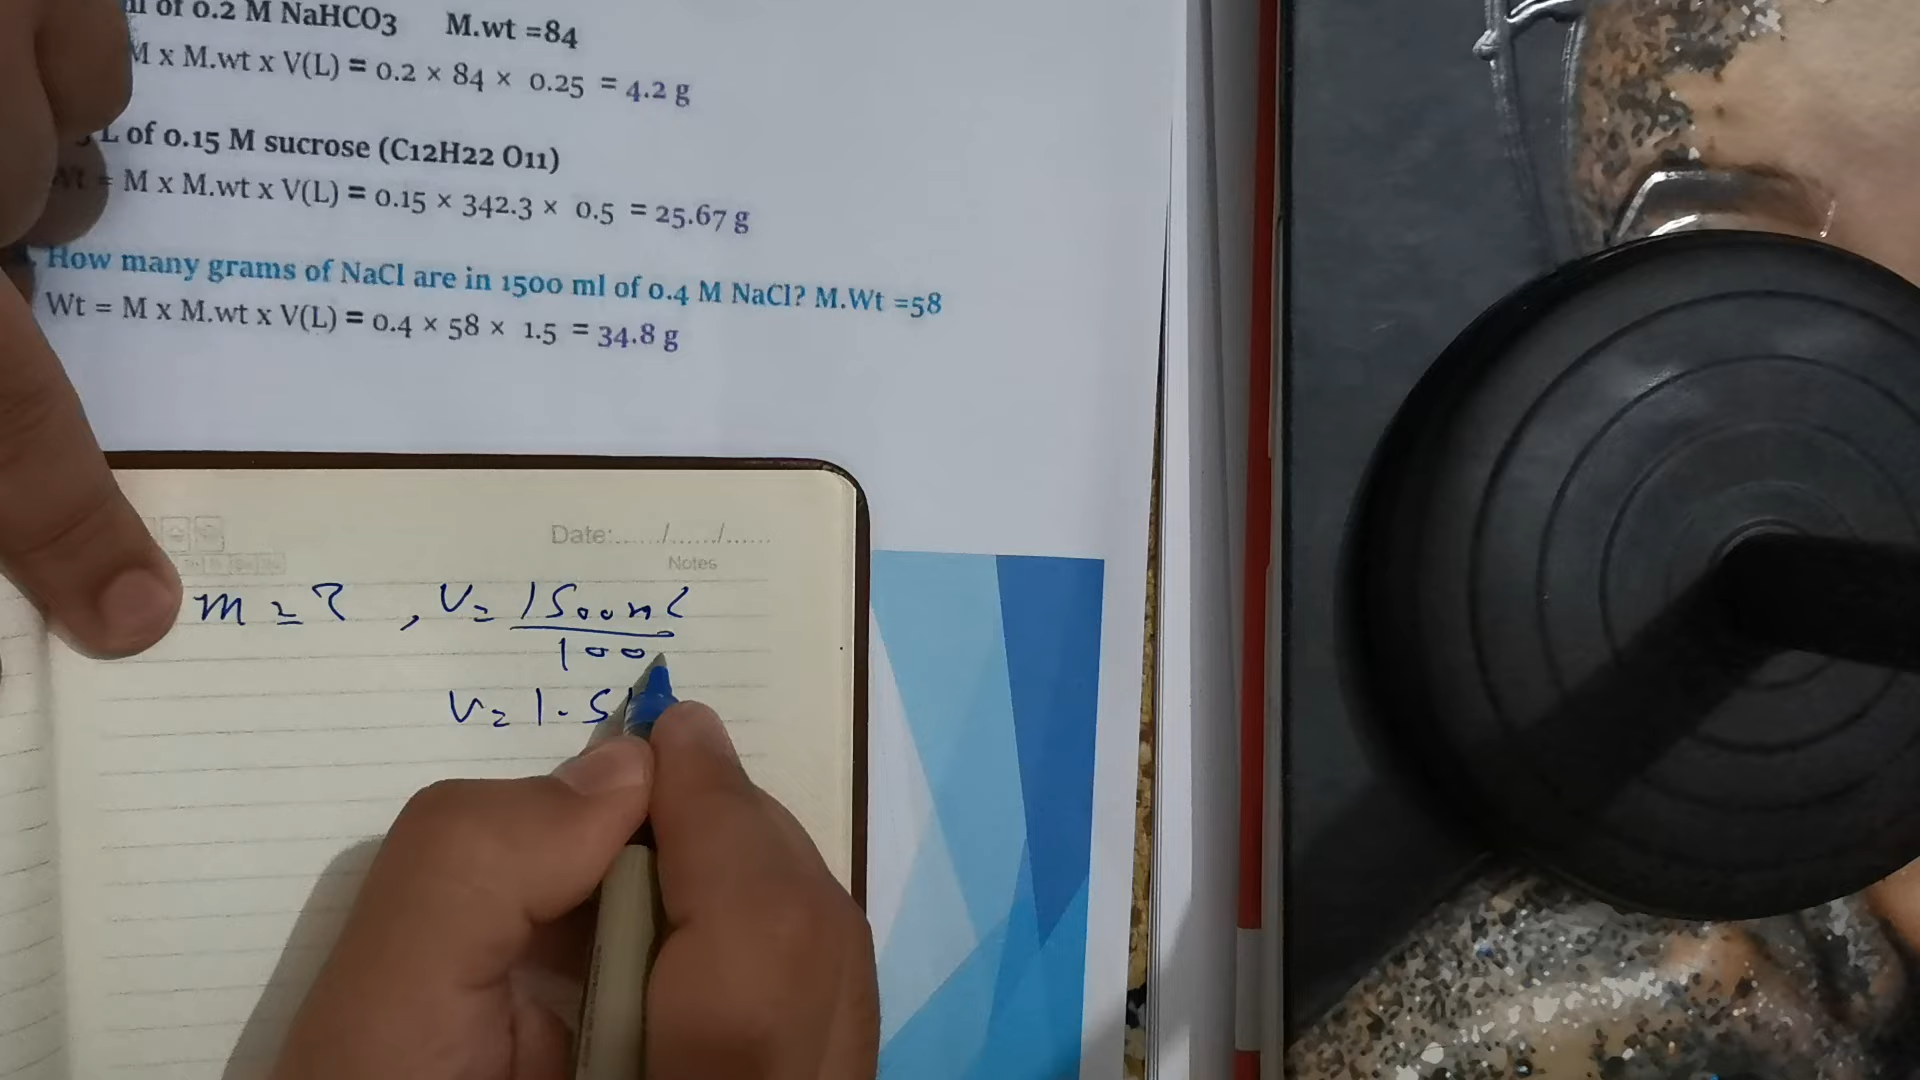 of 0.2 M NaHCO3 M.wt =84
M x M.wt x V(L) = 0.2 × 84 × 0.25 = 4.2 g
L of 0.15 M sucrose (C12H22 O11)
= M x M.wt x V(L) = 0.15 × 342.3 × 0.5 = 25.67 g
How many grams of NaCl are in 1500 ml of 0.4 M NaCl? M.Wt =58
Wt = M x M.wt x V(L) = 0.4 × 58 × 1.5 = 34.8 g
Date:....../....../......
Notes
m = ? , V = 1500 ml
100
V = 1.5